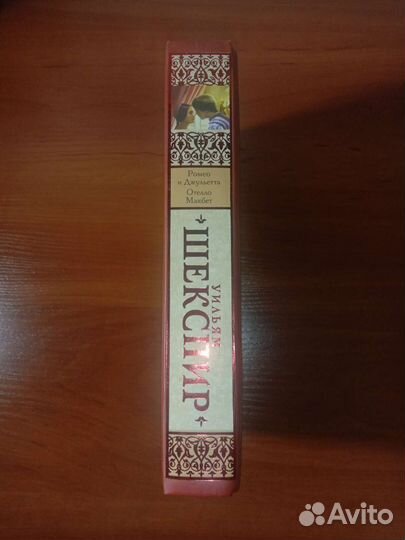 Ромео
и Джульетта
Отелло
Макбет
УИЛЬЯМ
ШЕКСПИР
Avito